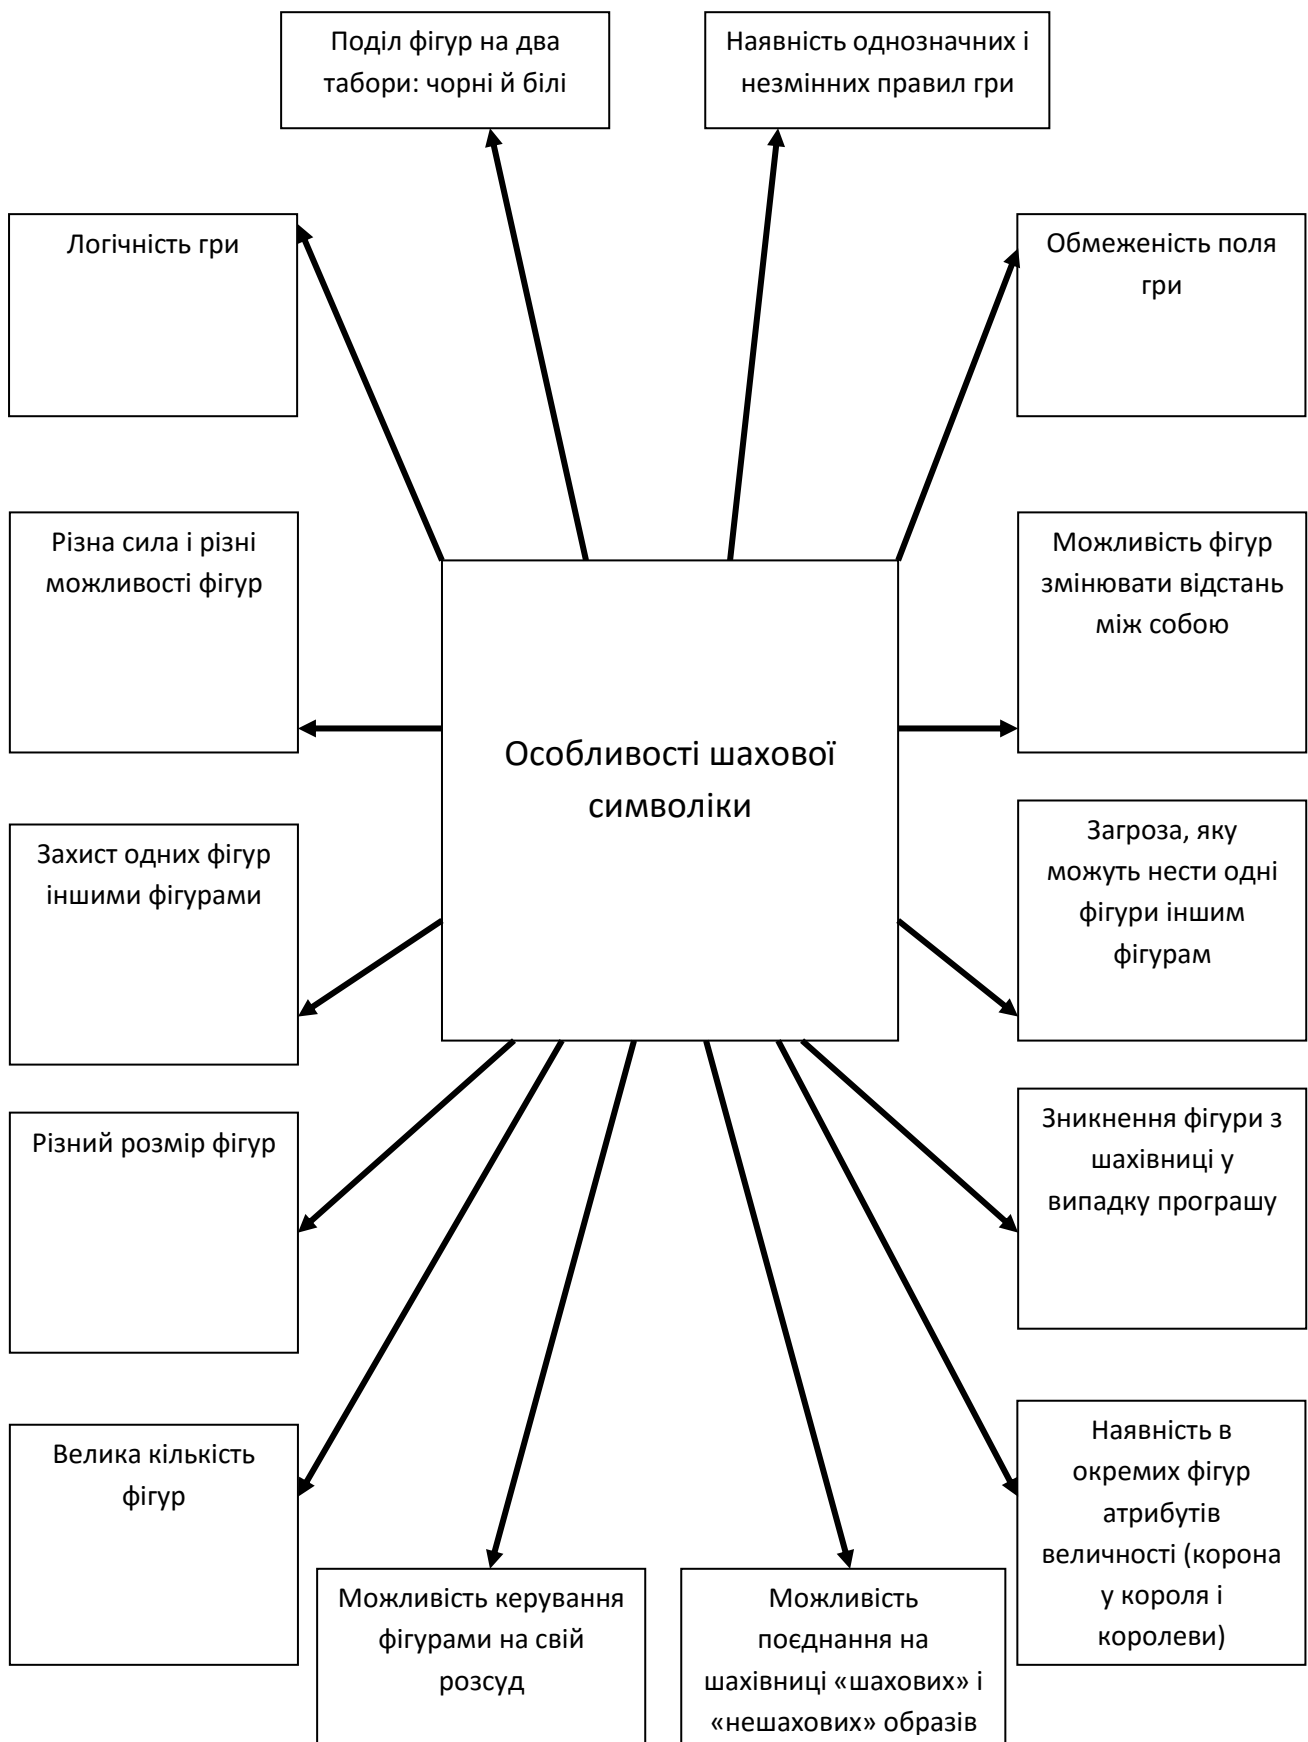 Поділ фігур на два
табори: чорні й білі
Наявність однозначних і
незмінних правил гри
Логічність гри
Обмеженість поля
гри
Різна сила і різні
можливості фігур
Можливість фігур
змінювати відстань
між собою
Особливості шахової
символіки
Захист одних фігур
іншими фігурами
Загроза, яку
можуть нести одні
фігури іншим
фігурам
Різний розмір фігур
Зникнення фігури з
шахівниці у
випадку програшу
Велика кількість
фігур
Наявність в
окремих фігур
атрибутів
величності (корона
у короля і
королеви)
Можливість керування
фігурами на свій
розсуд
Можливість
поєднання на
шахівниці «шахових» і
«нешахових» образів